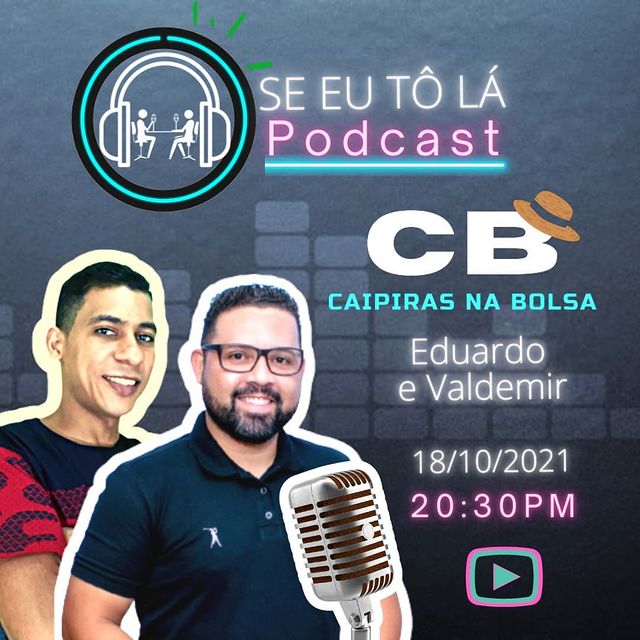 SE EU TÔ LÁ
Podcast
CB
CAIPIRAS NA BOLSA
Eduardo
e Valdemir
18/10/2021
20:30PM